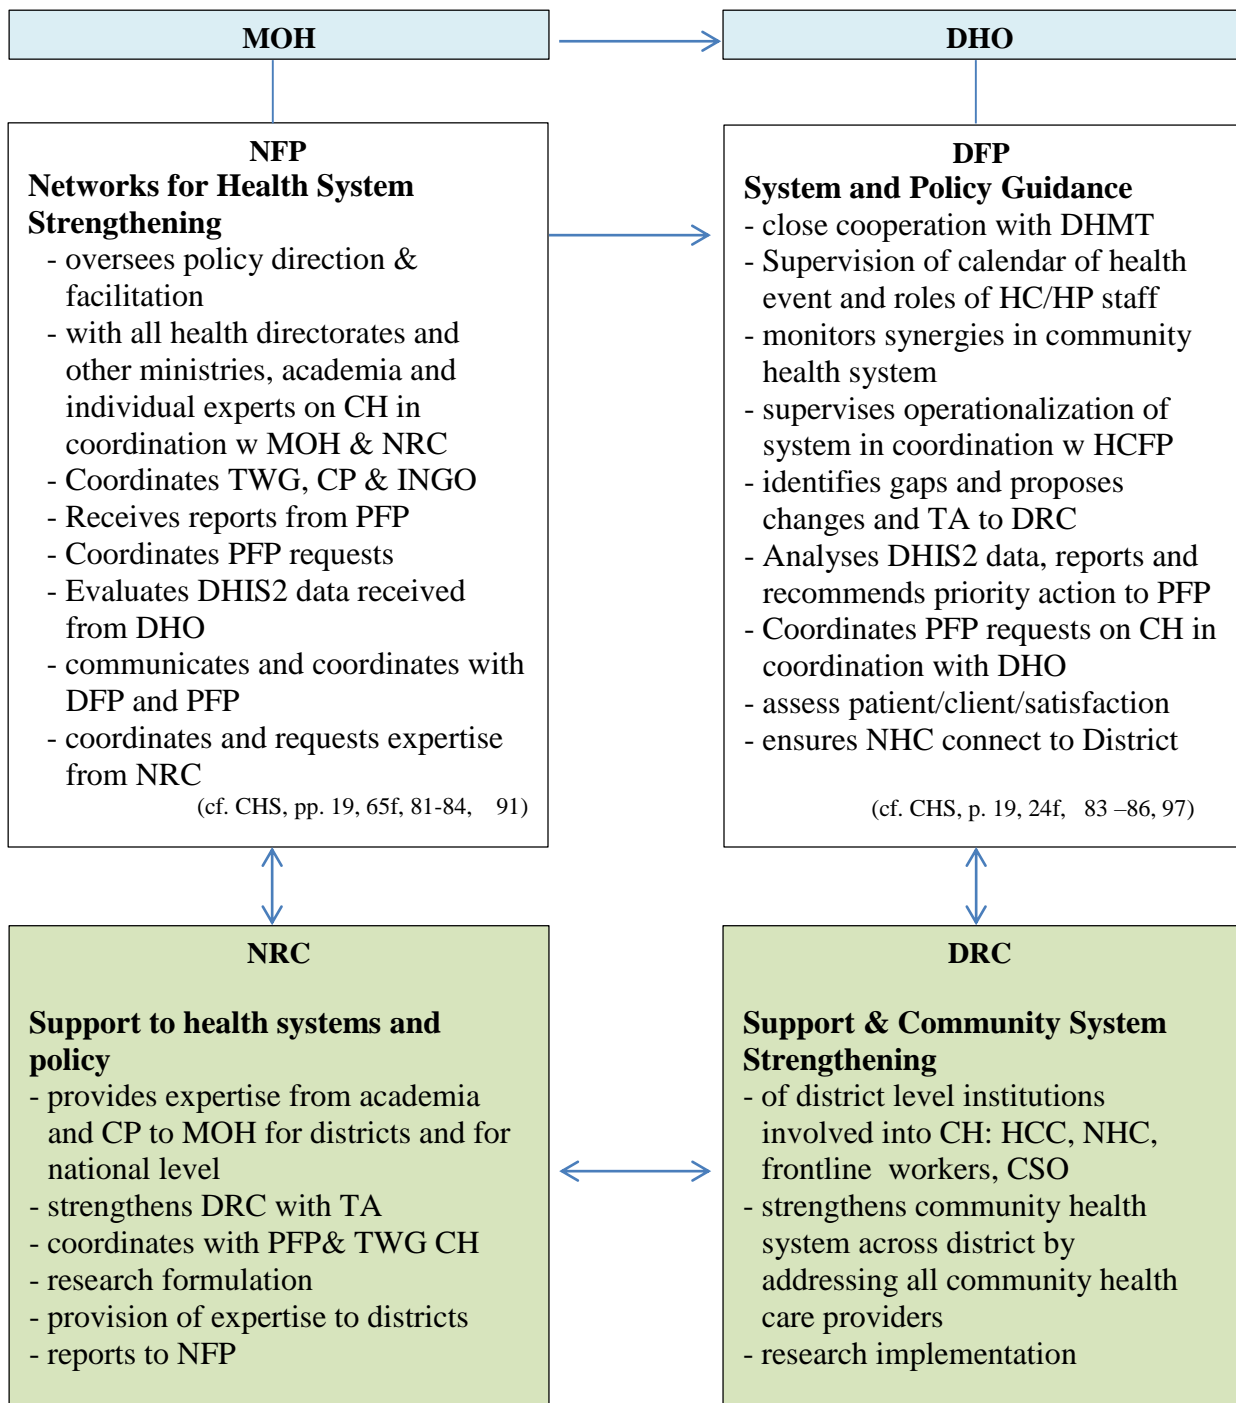 MOH
DHO
NFP
Networks for Health System
Strengthening
- oversees policy direction &
facilitation
- with all health directorates and
other ministries, academia and
individual experts on CH in
coordination w MOH & NRC
- Coordinates TWG, CP & INGO
- Receives reports from PFP
- Coordinates PFP requests
- Evaluates DHIS2 data received
from DHO
- communicates and coordinates with
DFP and PFP
- coordinates and requests expertise
from NRC
(cf. CHS, pp. 19, 65f, 81-84, 91)
DFP
System and Policy Guidance
- close cooperation with DHMT
- Supervision of calendar of health
event and roles of HC/HP staff
- monitors synergies in community
health system
- supervises operationalization of
system in coordination w HCFP
- identifies gaps and proposes
changes and TA to DRC
- Analyses DHIS2 data, reports and
recommends priority action to PFP
- Coordinates PFP requests on CH in
coordination with DHO
- assess patient/client/satisfaction
- ensures NHC connect to District
(cf. CHS, p. 19, 24f, 83 –86, 97)
NRC
Support to health systems and
policy
- provides expertise from academia
and CP to MOH for districts and for
national level
- strengthens DRC with TA
- coordinates with PFP& TWG CH
- research formulation
- provision of expertise to districts
- reports to NFP
DRC
Support & Community System
Strengthening
- of district level institutions
involved into CH: HCC, NHC,
frontline workers, CSO
- strengthens community health
system across district by
addressing all community health
care providers
- research implementation